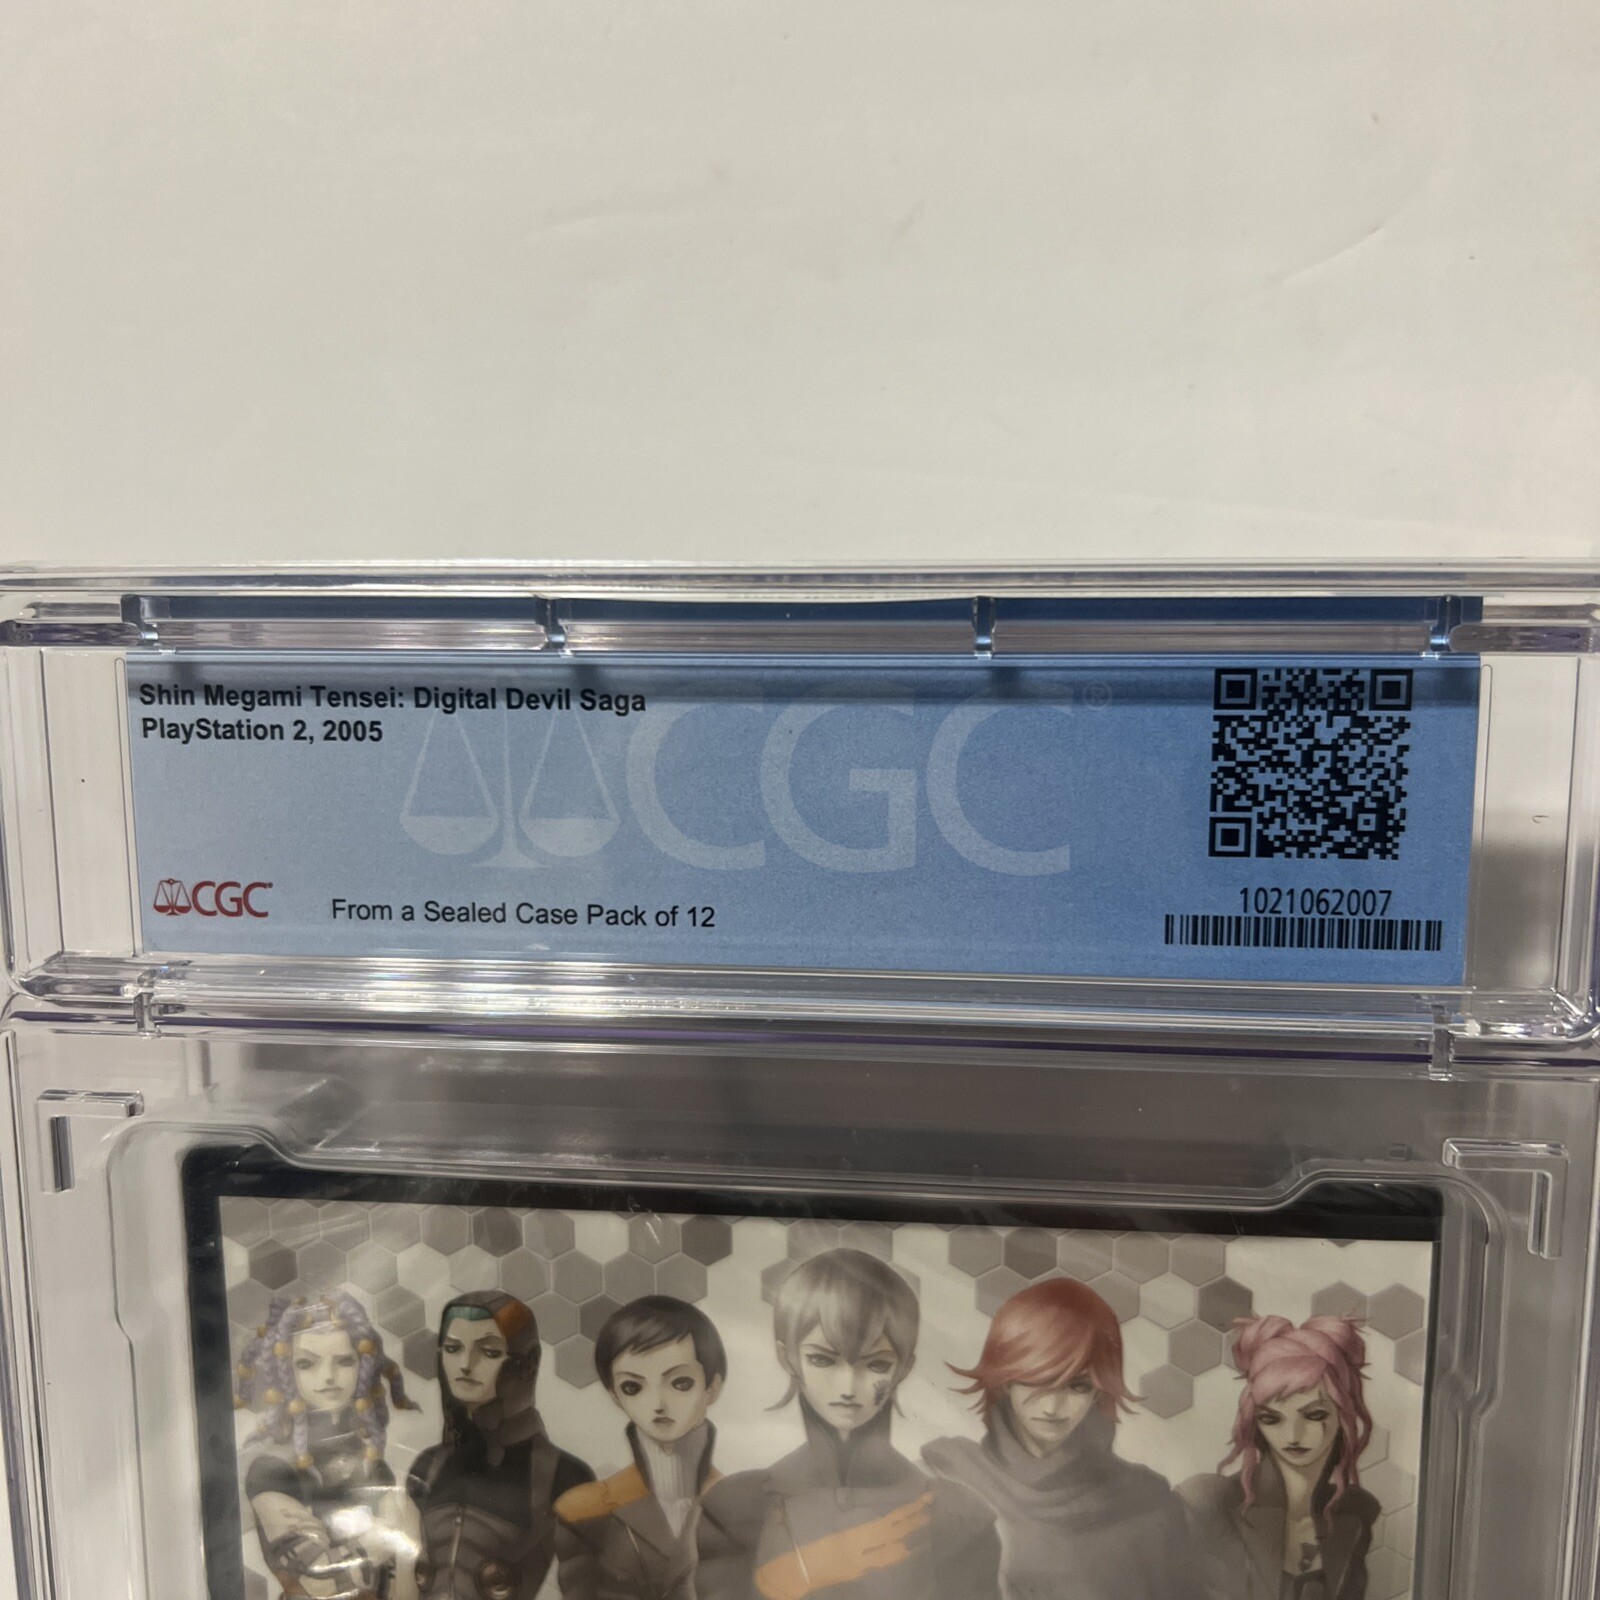 Shin Megami Tensei: Digital Devil Saga
PlayStation 2, 2005
CGC®
CGC
From a Sealed Case Pack of 12
1021062007